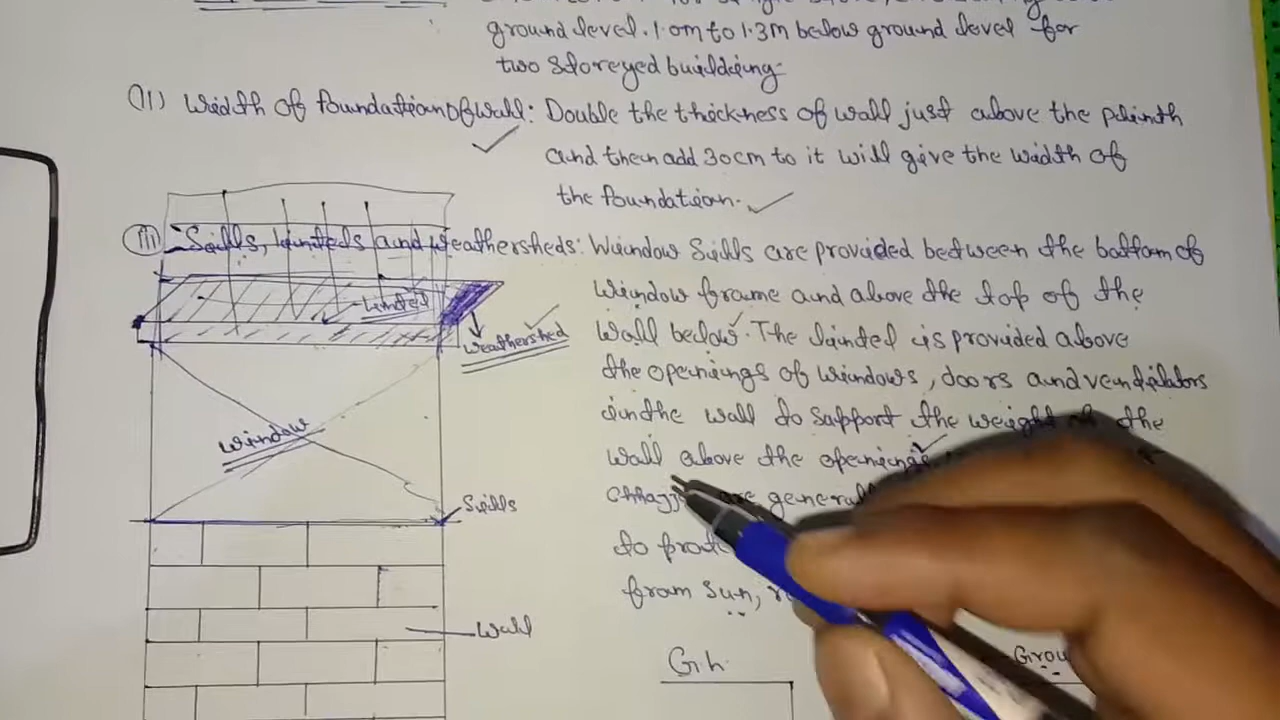 ground level. 1.0m to 1.3m below ground level for
two storeyed building.
(II) Width of foundation of wall: Double the thickness of wall just above the plinth
and then add 30cm to it will give the width of
the foundation.
(III) Sills, lintels and weathersheds: Window Sills are provided between the bottom of
Window frame and above the top of the
Wall below. The lintel is provided above
the openings of windows, doors and ventilators
in the wall to support the weight of the
wall above the openings
Chhajja are generall
to prot
from sun,
Lintel
Weathershed
Window
Sills
Wall
G.h.
Grou